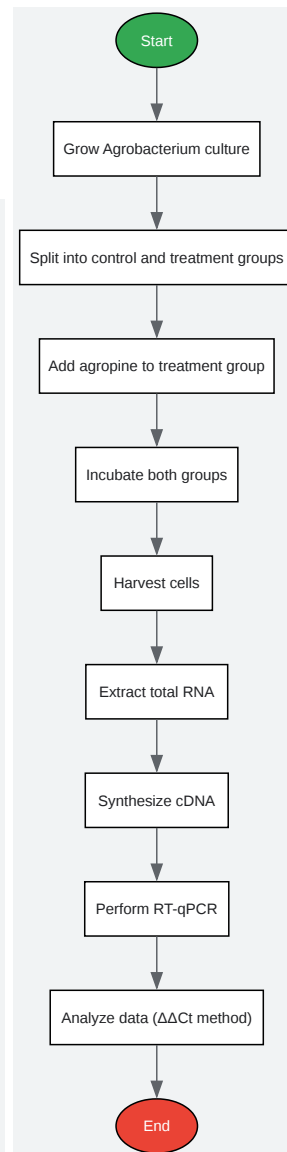 Start
Grow Agrobacterium culture
Split into control and treatment groups
Add agropine to treatment group
Incubate both groups
Harvest cells
Extract total RNA
Synthesize cDNA
Perform RT-qPCR
Analyze data (ΔΔCt method)
End